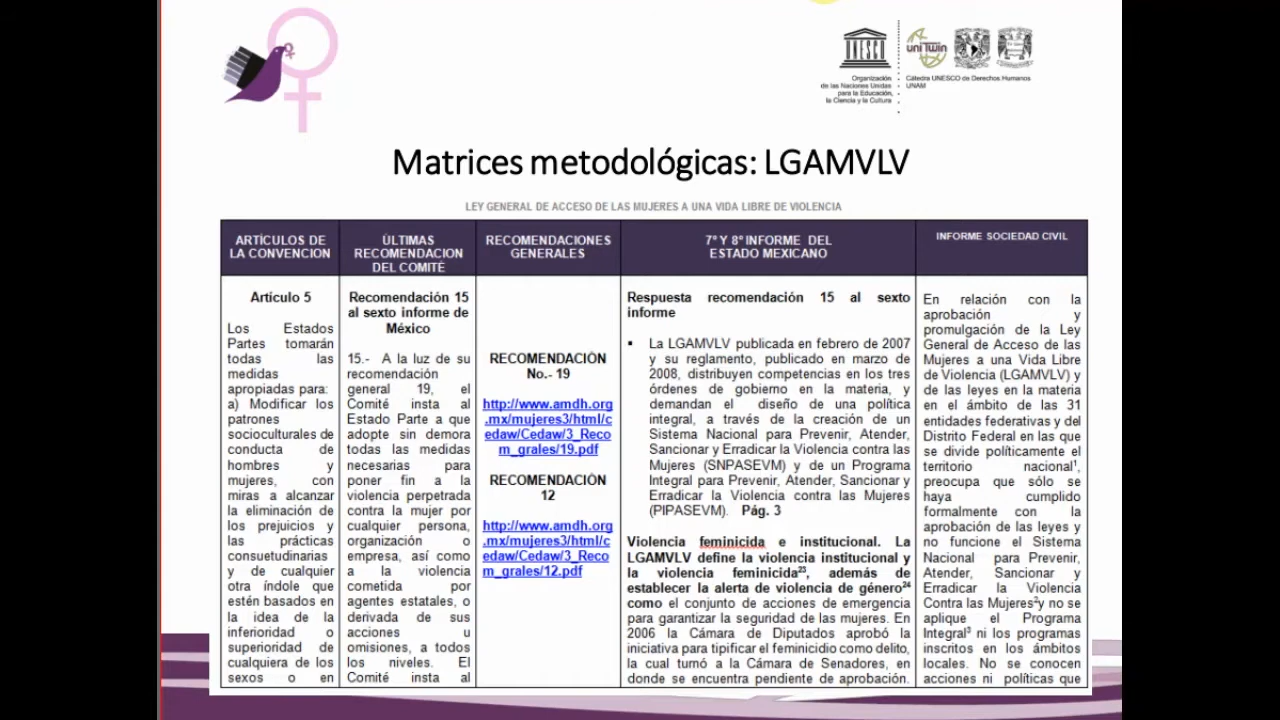 UNESCO
Organización
de las Naciones Unidas
para la Educación,
la Ciencia y la Cultura
uniTwin
Cátedra UNESCO de Derechos Humanos
UNAM
Matrices metodológicas: LGAMVLV
LEY GENERAL DE ACCESO DE LAS MUJERES A UNA VIDA LIBRE DE VIOLENCIA
ARTÍCULOS DE
LA CONVENCIÓN
ÚLTIMAS
RECOMENDACION
DEL COMITÉ
RECOMENDACIONES
GENERALES
7º Y 8º INFORME DEL
ESTADO MEXICANO
INFORME SOCIEDAD CIVIL
Artículo 5
Los Estados
Partes tomarán
todas las
medidas
apropiadas para:
a) Modificar los
patrones
socioculturales de
conducta de
hombres y
mujeres, con
miras a alcanzar
la eliminación de
los prejuicios y
las prácticas
consuetudinarias
y de cualquier
otra índole que
estén basados en
la idea de la
inferioridad o
superioridad de
cualquiera de los
sexos o en
Recomendación 15
al sexto informe de
México
15.- A la luz de su
recomendación
general 19, el
Comité insta al
Estado Parte a que
adopte sin demora
todas las medidas
necesarias para
poner fin a la
violencia perpetrada
contra la mujer por
cualquier persona,
organización o
empresa, así como
a la violencia
cometida por
agentes estatales, o
derivada de sus
acciones u
omisiones, a todos
los niveles. El
Comité insta al
RECOMENDACIÓN
No.- 19
http://www.amdh.org
.mx/mujeres3/html/c
edaw/Cedaw/3_Reco
m_grales/19.pdf
RECOMENDACIÓN
12
http://www.amdh.org
.mx/mujeres3/html/c
edaw/Cedaw/3_Reco
m_grales/12.pdf
Respuesta recomendación 15 al sexto
informe
▪ La LGAMVLV publicada en febrero de 2007
y su reglamento, publicado en marzo de
2008, distribuyen competencias en los tres
órdenes de gobierno en la materia, y
demandan el diseño de una política
integral, a través de la creación de un
Sistema Nacional para Prevenir, Atender,
Sancionar y Erradicar la Violencia contra las
Mujeres (SNPASEVM) y de un Programa
Integral para Prevenir, Atender, Sancionar y
Erradicar la Violencia contra las Mujeres
(PIPASEVM). Pág. 3
Violencia feminicida e institucional. La
LGAMVLV define la violencia institucional y
la violencia feminicida²³, además de
establecer la alerta de violencia de género²⁴
como el conjunto de acciones de emergencia
para garantizar la seguridad de las mujeres. En
2006 la Cámara de Diputados aprobó la
iniciativa para tipificar el feminicidio como delito,
la cual turnó a la Cámara de Senadores, en
donde se encuentra pendiente de aprobación.
En relación con la
aprobación y
promulgación de la Ley
General de Acceso de las
Mujeres a una Vida Libre
de Violencia (LGAMVLV) y
de las leyes en la materia
en el ámbito de las 31
entidades federativas y del
Distrito Federal en las que
se divide políticamente el
territorio nacional¹,
preocupa que sólo se
haya cumplido
formalmente con la
aprobación de las leyes y
no funcione el Sistema
Nacional para Prevenir,
Atender, Sancionar y
Erradicar la Violencia
Contra las Mujeres²y no se
aplique el Programa
Integral³ ni los programas
inscritos en los ámbitos
locales. No se conocen
acciones ni políticas que